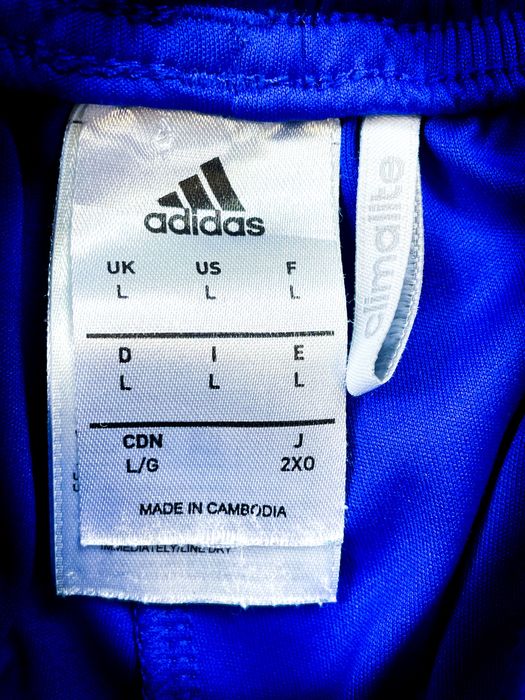 adidas
UK US F
L L L
D I E
L L L
CDN J
L/G 2XO
MADE IN CAMBODIA
IMMEDIATELY/LINE DRY
climalite